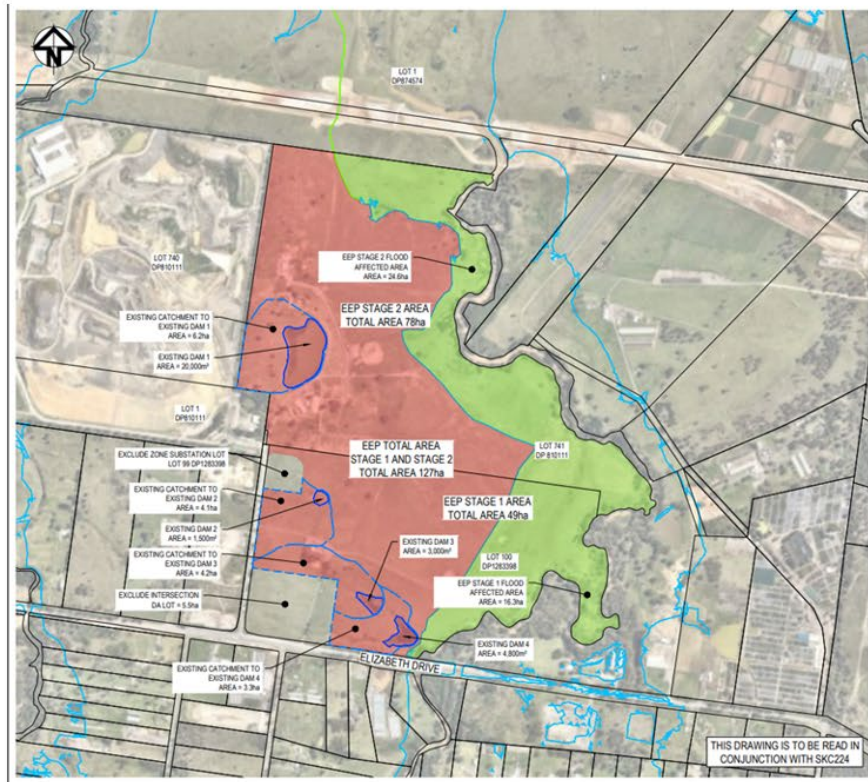 N
LOT 1
DP874574
LOT 740
DP810111
EEP STAGE 2 FLOOD
AFFECTED AREA
AREA = 24.6ha
EEP STAGE 2 AREA
TOTAL AREA 78ha
EXISTING CATCHMENT TO
EXISTING DAM 1
AREA = 6.2ha
EXISTING DAM 1
AREA = 20,000m²
LOT 1
DP810111
EEP TOTAL AREA
STAGE 1 AND STAGE 2
TOTAL AREA 127ha
LOT 741
DP 810111
EXCLUDE ZONE SUBSTATION LOT
LOT 99 DP1283398
EXISTING CATCHMENT TO
EXISTING DAM 2
AREA = 4.1ha
EEP STAGE 1 AREA
TOTAL AREA 49ha
EXISTING DAM 2
AREA = 1,500m²
EXISTING DAM 3
AREA = 3,000m²
EXISTING CATCHMENT TO
EXISTING DAM 3
AREA = 4.2ha
LOT 100
DP1283398
EXCLUDE INTERSECTION
DA LOT = 5.5ha
EEP STAGE 1 FLOOD
AFFECTED AREA
AREA = 16.3ha
EXISTING DAM 4
AREA = 4,800m²
ELIZABETH DRIVE
EXISTING CATCHMENT TO
EXISTING DAM 4
AREA = 3.3ha
THIS DRAWING IS TO BE READ IN
CONJUNCTION WITH SKC224